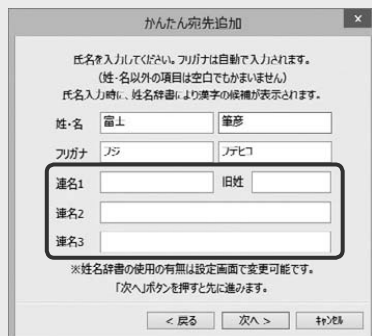 かんたん宛先追加
×
氏名を入力してください。フリガナは自動で入力されます。
(姓・名以外の項目は空白でもかまいません)
氏名入力時に、姓名辞書により漢字の候補が表示されます。
姓・名 富士 筆彦
フリガナ フジ フデヒコ
連名1 旧姓
連名2
連名3
※姓名辞書の使用の有無は設定画面で変更可能です。
「次へ」ボタンを押すと先に進みます。
< 戻る 次へ > キャンセル